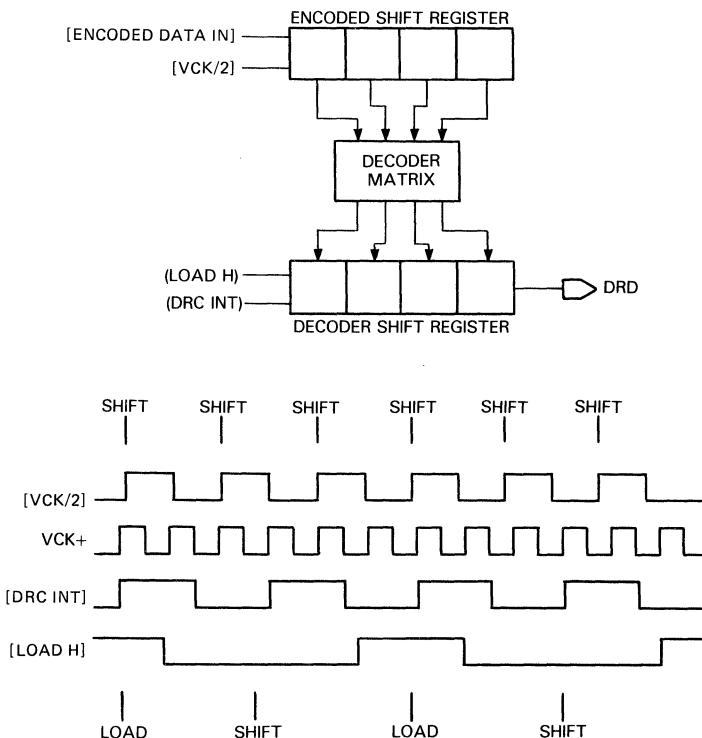 ENCODED SHIFT REGISTER
[ENCODED DATA IN]
[VCK/2]
DECODER
MATRIX
(LOAD H)
(DRC INT)
DRD
DECODER SHIFT REGISTER
SHIFT SHIFT SHIFT SHIFT SHIFT SHIFT
[VCK/2]
VCK+
[DRC INT]
[LOAD H]
LOAD SHIFT LOAD SHIFT